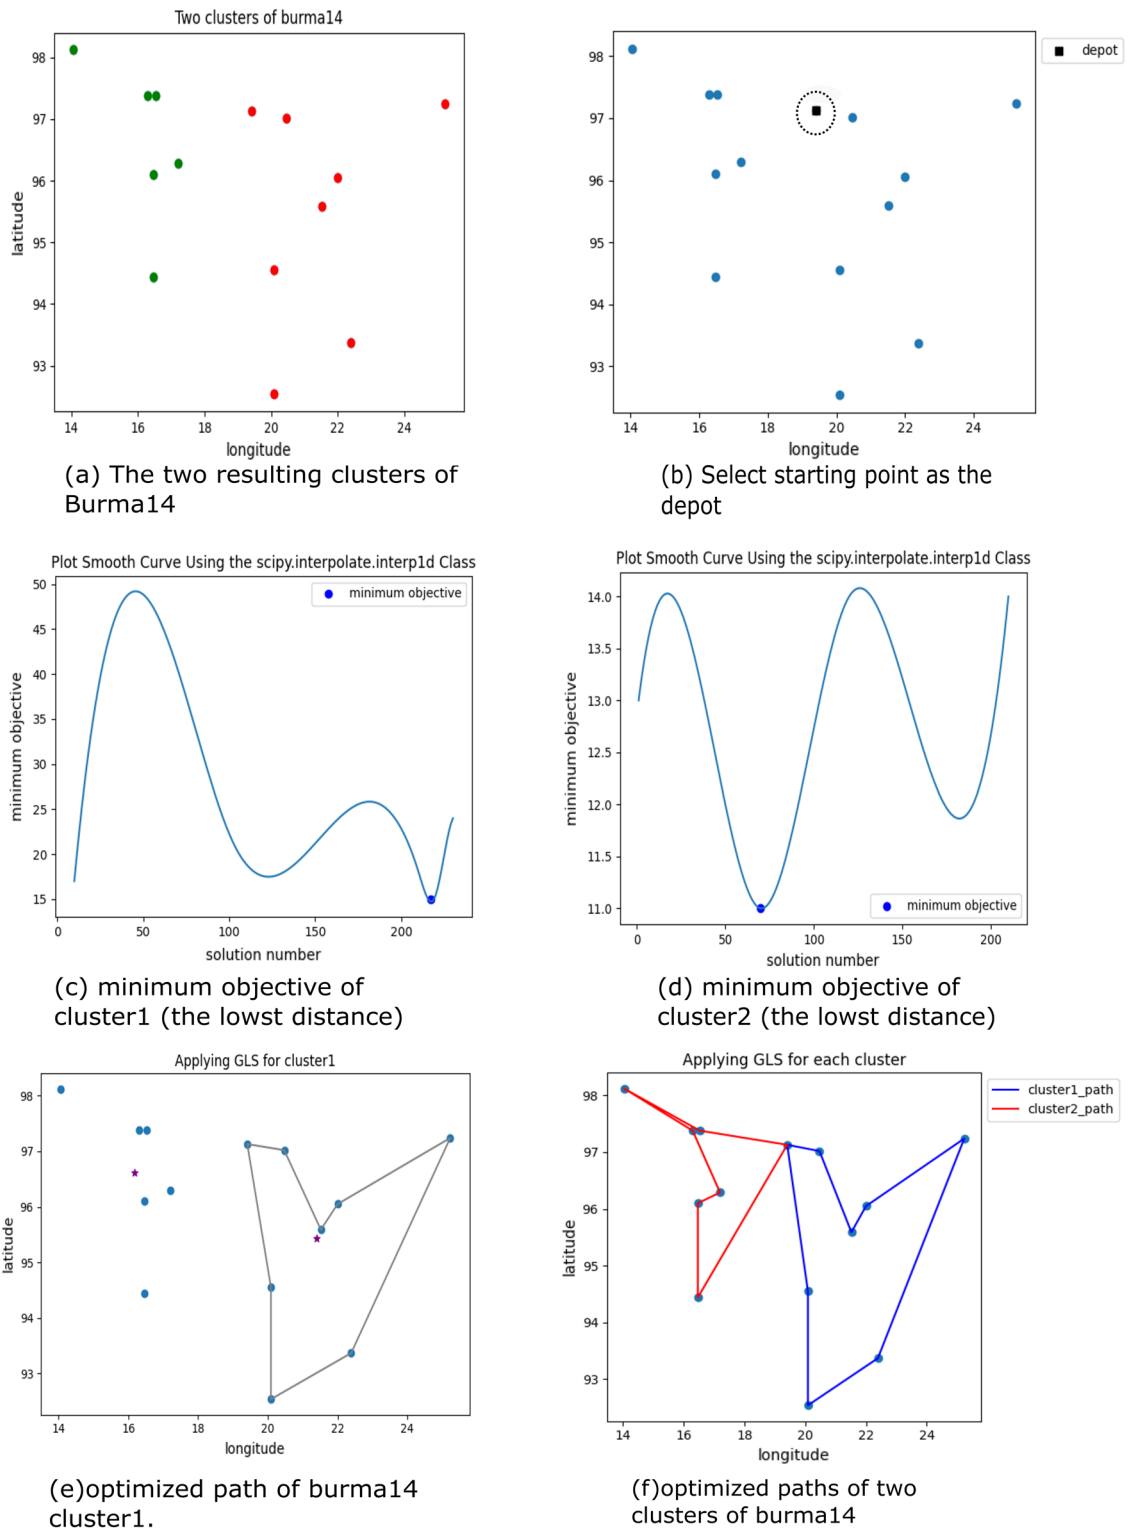 Two clusters of burma14
98
97
96
95
94
93
latitude
14 16 18 20 22 24
longitude
(a) The two resulting clusters of
Burma14
depot
98
97
96
95
94
93
14 16 18 20 22 24
longitude
(b) Select starting point as the
depot
Plot Smooth Curve Using the scipy.interpolate.interp1d Class
minimum objective
50
45
40
35
30
25
20
15
minimum objective
0 50 100 150 200
solution number
(c) minimum objective of
cluster1 (the lowst distance)
Plot Smooth Curve Using the scipy.interpolate.interp1d Class
14.0
13.5
13.0
12.5
12.0
11.5
11.0
minimum objective
minimum objective
0 50 100 150 200
solution number
(d) minimum objective of
cluster2 (the lowst distance)
Applying GLS for cluster1
98
97
96
95
94
93
latitude
14 16 18 20 22 24
longitude
(e)optimized path of burma14
cluster1.
Applying GLS for each cluster
cluster1_path
cluster2_path
98
97
96
95
94
93
latitude
14 16 18 20 22 24
longitude
(f)optimized paths of two
clusters of burma14